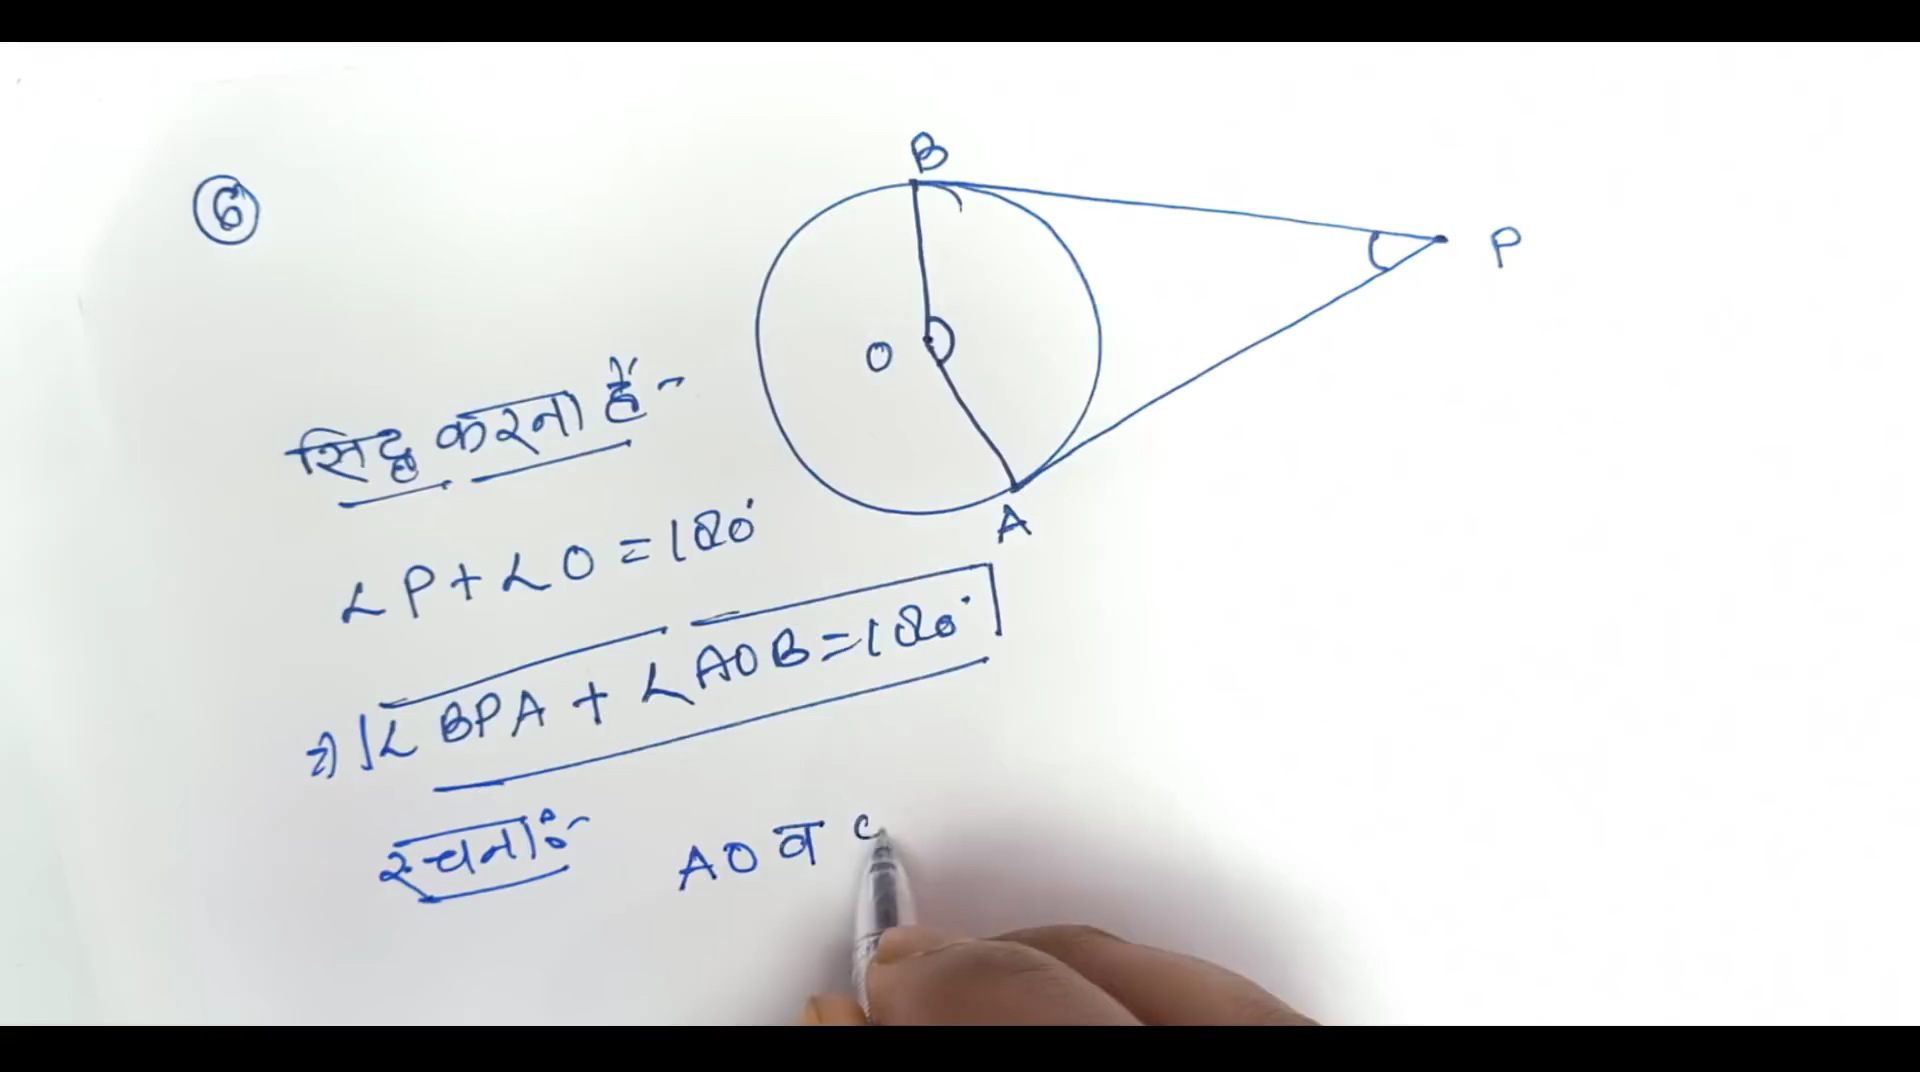 6
B
P
O
A
सिद्ध करना है -
∠P + ∠O = 180°
⇒ ∠BPA + ∠AOB = 180°
रचना :- AO व